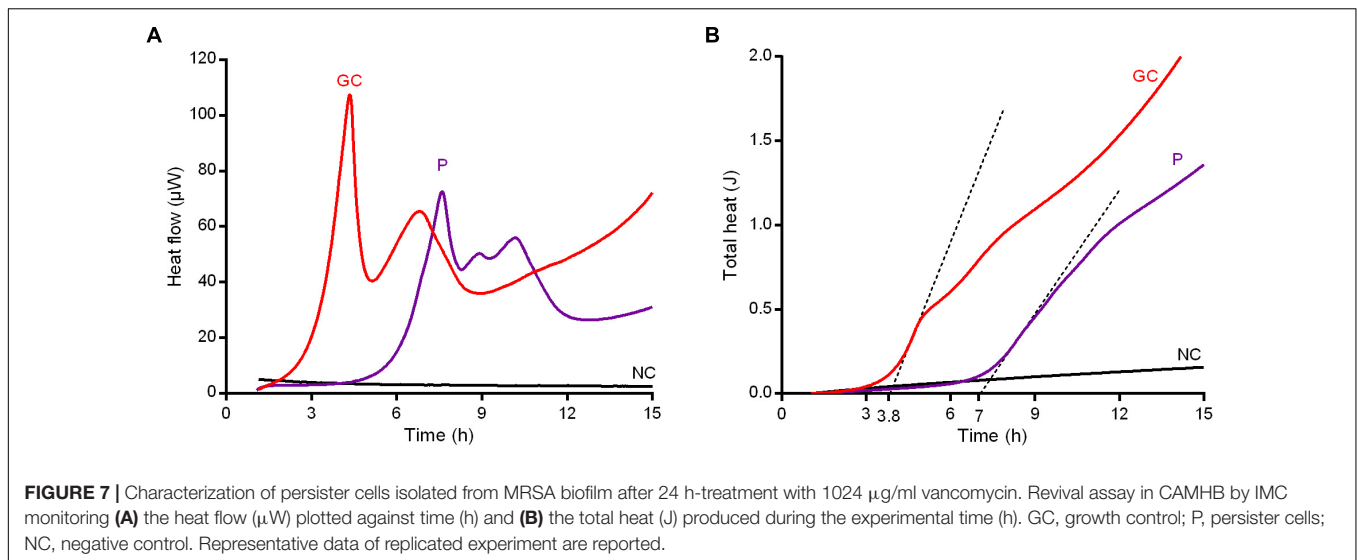 A
120
100
80
60
40
20
0
Heat flow (µW)
GC
P
NC
0 3 6 9 12 15
Time (h)
B
2.0
1.5
1.0
0.5
0.0
Total heat (J)
GC
P
NC
0 3 3.8 6 7 9 12 15
Time (h)
FIGURE 7 | Characterization of persister cells isolated from MRSA biofilm after 24 h-treatment with 1024 µg/ml vancomycin. Revival assay in CAMHB by IMC
monitoring (A) the heat flow (µW) plotted against time (h) and (B) the total heat (J) produced during the experimental time (h). GC, growth control; P, persister cells;
NC, negative control. Representative data of replicated experiment are reported.